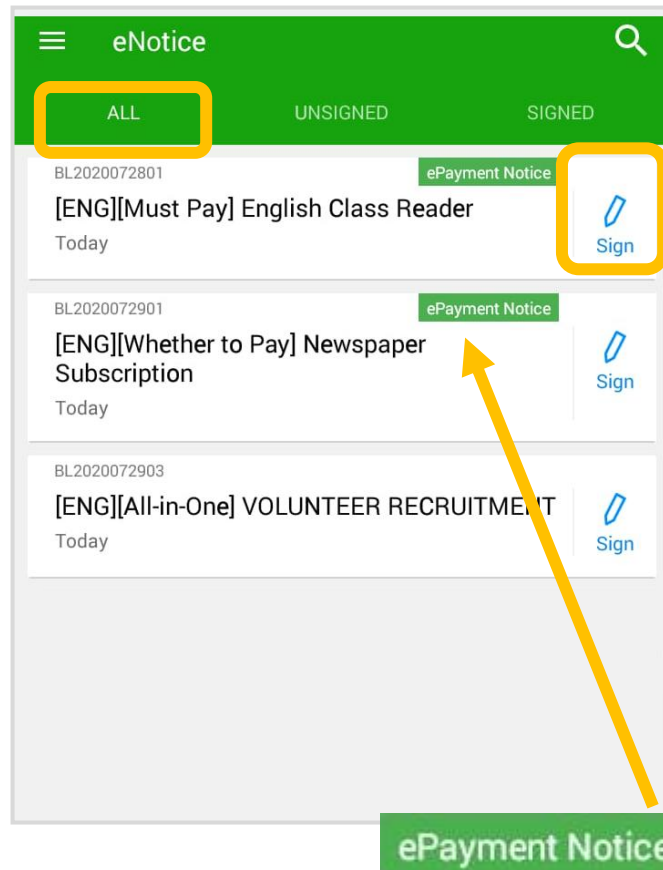 eNotice
ALL UNSIGNED SIGNED
BL2020072801 ePayment Notice
[ENG][Must Pay] English Class Reader
Today
Sign
BL2020072901 ePayment Notice
[ENG][Whether to Pay] Newspaper
Subscription
Sign
Today
BL2020072903
[ENG][All-in-One] VOLUNTEER RECRUITMENT
Today
Sign
ePayment Notice